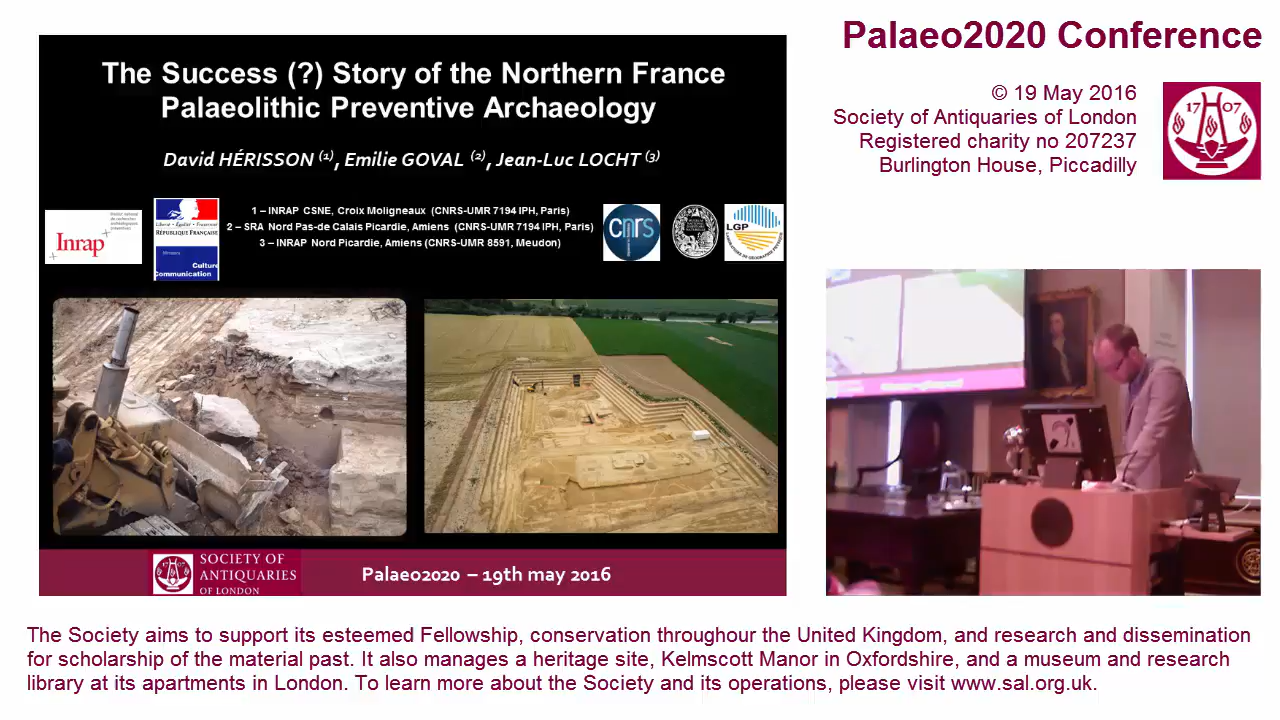 Palaeo2020 Conference
© 19 May 2016
Society of Antiquaries of London
Registered charity no 207237
Burlington House, Piccadilly
17 07
The Success (?) Story of the Northern France
Palaeolithic Preventive Archaeology
David HÉRISSON (1), Emilie GOVAL (2), Jean-Luc LOCHT (3)
Inrap
Liberté • Égalité • Fraternité
RÉPUBLIQUE FRANÇAISE
Culture
Communication
1 – INRAP CSNE, Croix Moligneaux (CNRS-UMR 7194 IPH, Paris)
2 – SRA Nord Pas-de Calais Picardie, Amiens (CNRS-UMR 7194 IPH, Paris)
3 – INRAP Nord Picardie, Amiens (CNRS-UMR 8591, Meudon)
cnrs
LGP
SOCIETY OF
ANTIQUARIES
OF LONDON
Palaeo2020 – 19th may 2016
The Society aims to support its esteemed Fellowship, conservation throughour the United Kingdom, and research and dissemination
for scholarship of the material past. It also manages a heritage site, Kelmscott Manor in Oxfordshire, and a museum and research
library at its apartments in London. To learn more about the Society and its operations, please visit www.sal.org.uk.